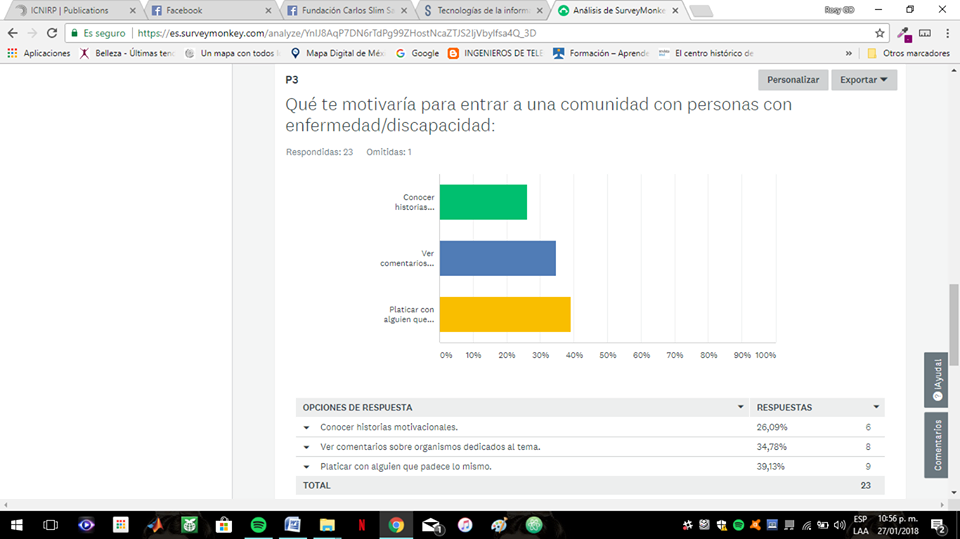 ICNIRP | Publications
Facebook
Fundación Carlos Slim Sa
Tecnologías de la inform
Análisis de SurveyMonke
Rosy GD
Es seguro
https://es.surveymonkey.com/analyze/YnIJ8AqP7DN6rTdPg99ZHostNcaZTJS2IjVbyIfsa4Q_3D
Aplicaciones
Belleza - Últimas tend
Un mapa con todos l
Mapa Digital de Méxi
Google
INGENIEROS DE TELE
Formación – Aprende
El centro histórico de
»
Otros marcadores
P3
Personalizar
Exportar
Qué te motivaría para entrar a una comunidad con personas con
enfermedad/discapacidad:
Respondidas: 23 Omitidas: 1
Conocer
historias...
Ver
comentarios...
Platicar con
alguien que...
0% 10% 20% 30% 40% 50% 60% 70% 80% 90% 100%
OPCIONES DE RESPUESTA RESPUESTAS
Conocer historias motivacionales. 26,09% 6
Ver comentarios sobre organismos dedicados al tema. 34,78% 8
Platicar con alguien que padece lo mismo. 39,13% 9
TOTAL 23
¡Ayuda!
Comentarios
ESP
LAA
10:56 p. m.
27/01/2018